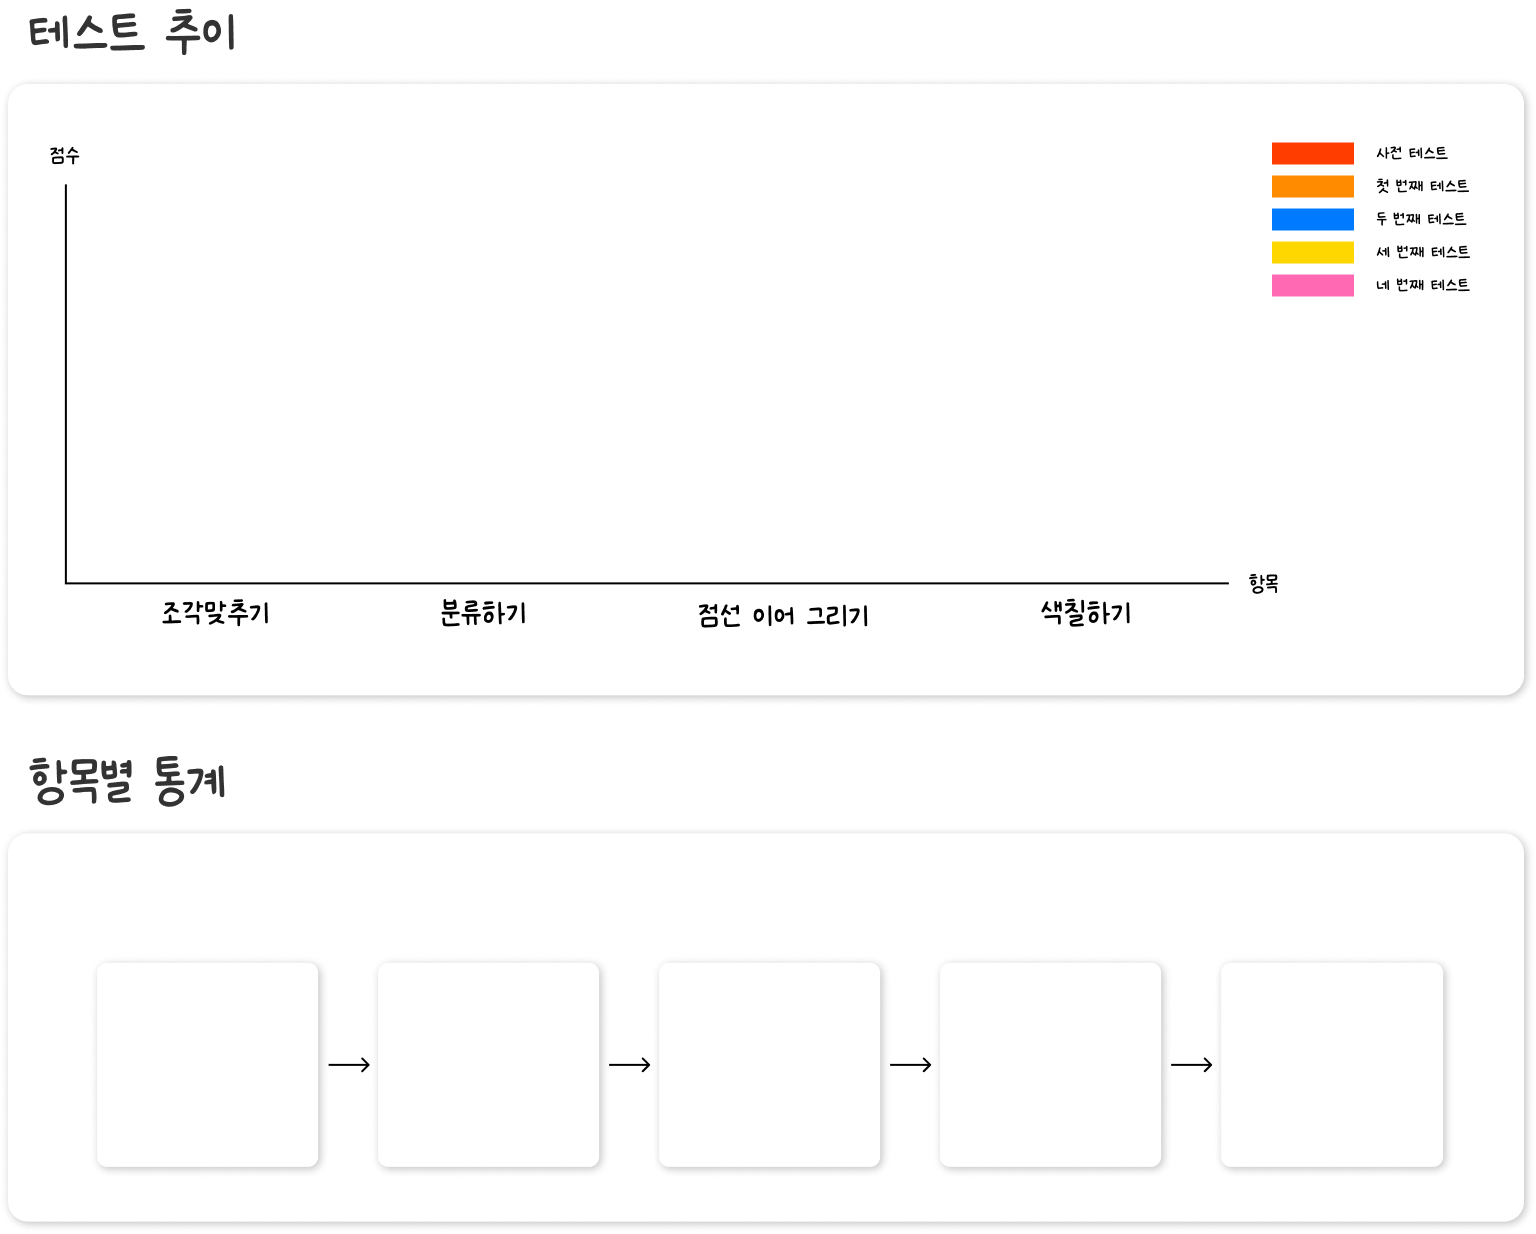 테스트 추이
점수
사전 테스트
첫 번째 테스트
두 번째 테스트
세 번째 테스트
네 번째 테스트
항목
조각맞추기
분류하기
점선 이어 그리기
색칠하기
항목별 통계